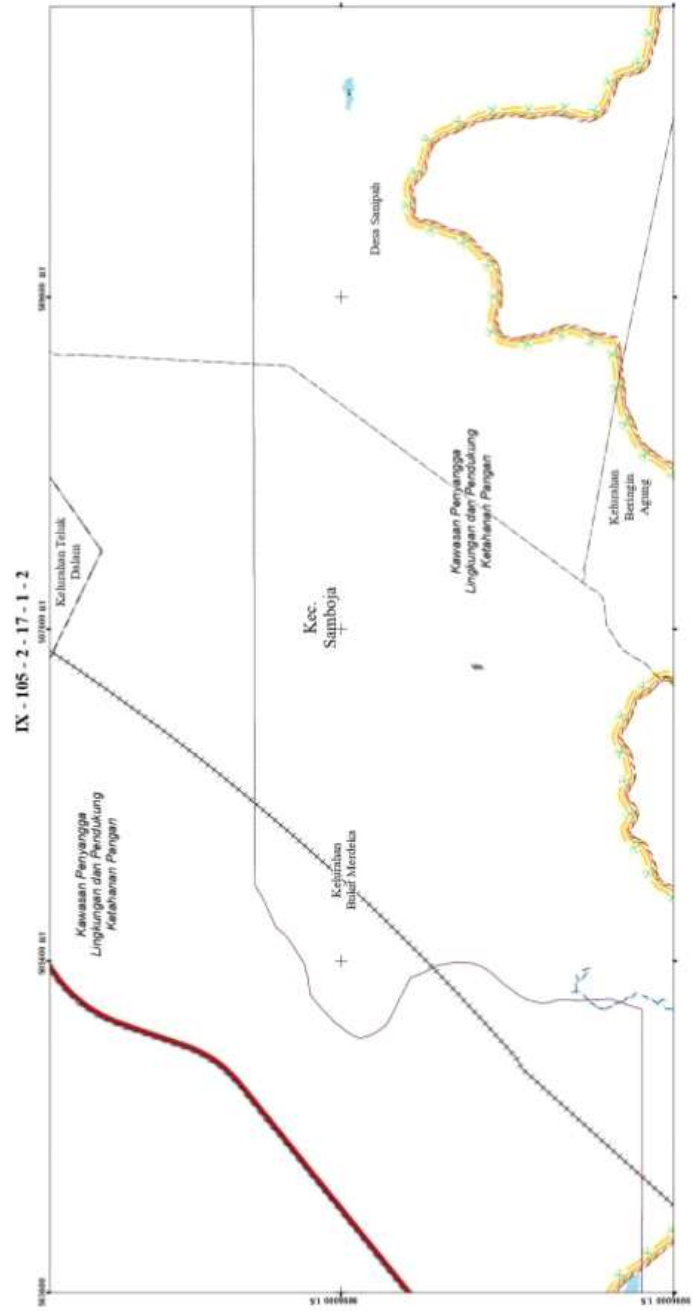 IX - 105 - 2 - 17 - 1 - 2
Kelurahan Teluk
Dalam
Kawasan Penyangga
Lingkungan dan Pendukung
Ketahanan Pangan
Desa Sanipah
Kec.
Samboja
Kawasan Penyangga
Lingkungan dan Pendukung
Ketahanan Pangan
Kelurahan
Bukit Merdeka
Kelurahan
Beringin
Agung